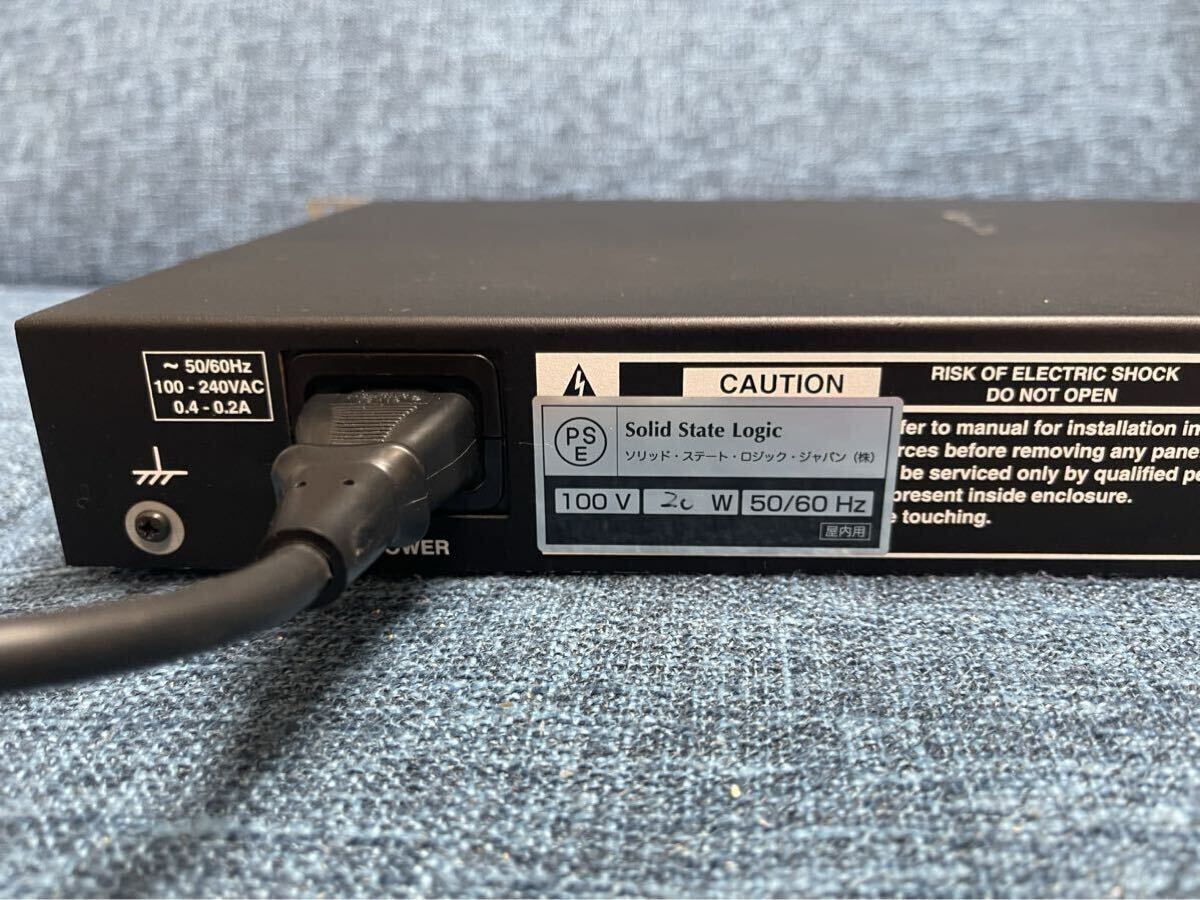 ~ 50/60Hz
100 - 240VAC
0.4 - 0.2A
OWER
CAUTION
RISK OF ELECTRIC SHOCK
DO NOT OPEN
PS
E
Solid State Logic
ソリッド・ステート・ロジック・ジャパン(株)
100 V 20 W 50/60 Hz
屋内用
fer to manual for installation in
rces before removing any pane
be serviced only by qualified pe
present inside enclosure.
touching.